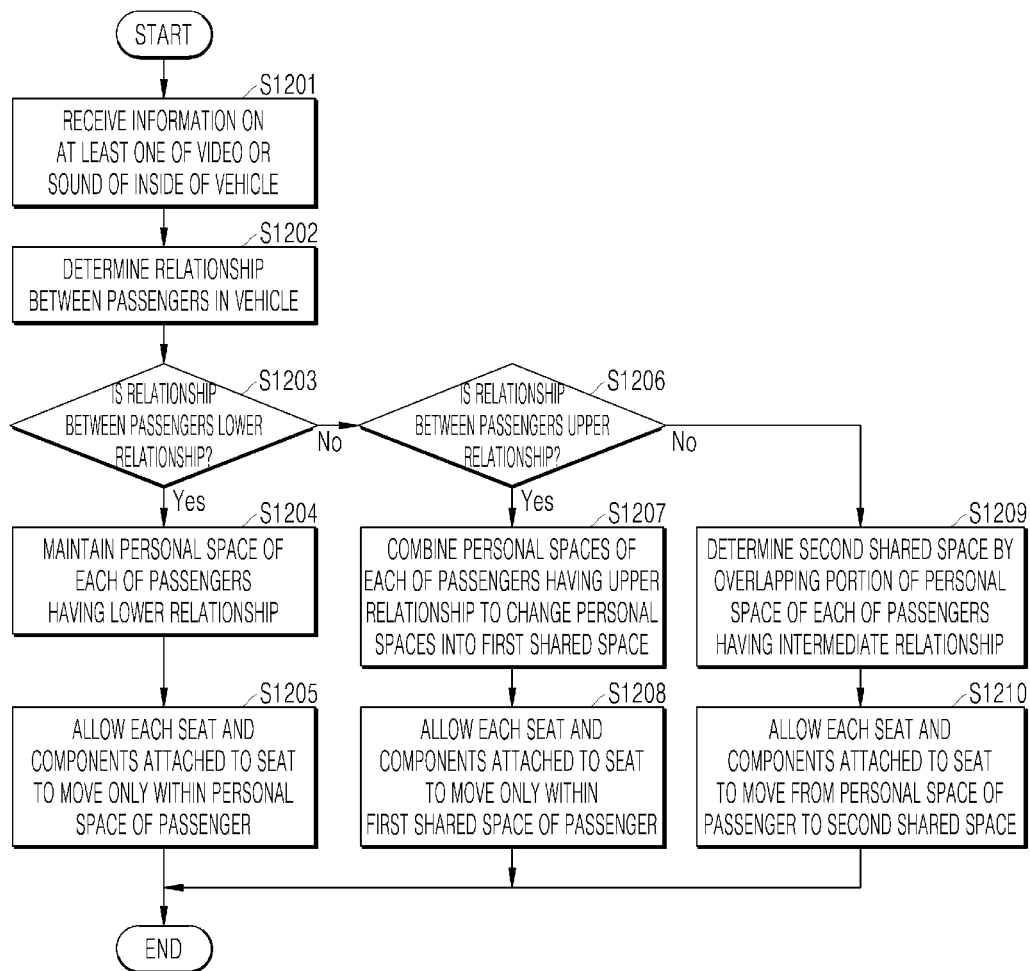 START
S1201
RECEIVE INFORMATION ON
AT LEAST ONE OF VIDEO OR
SOUND OF INSIDE OF VEHICLE
S1202
DETERMINE RELATIONSHIP
BETWEEN PASSENGERS IN VEHICLE
S1203
IS RELATIONSHIP
BETWEEN PASSENGERS LOWER
RELATIONSHIP?
No
Yes
S1206
IS RELATIONSHIP
BETWEEN PASSENGERS UPPER
RELATIONSHIP?
No
Yes
S1204
MAINTAIN PERSONAL SPACE OF
EACH OF PASSENGERS
HAVING LOWER RELATIONSHIP
S1207
COMBINE PERSONAL SPACES OF
EACH OF PASSENGERS HAVING UPPER
RELATIONSHIP TO CHANGE PERSONAL
SPACES INTO FIRST SHARED SPACE
S1209
DETERMINE SECOND SHARED SPACE BY
OVERLAPPING PORTION OF PERSONAL
SPACE OF EACH OF PASSENGERS
HAVING INTERMEDIATE RELATIONSHIP
S1205
ALLOW EACH SEAT AND
COMPONENTS ATTACHED TO SEAT
TO MOVE ONLY WITHIN PERSONAL
SPACE OF PASSENGER
S1208
ALLOW EACH SEAT AND
COMPONENTS ATTACHED TO SEAT
TO MOVE ONLY WITHIN
FIRST SHARED SPACE OF PASSENGER
S1210
ALLOW EACH SEAT AND
COMPONENTS ATTACHED TO SEAT
TO MOVE FROM PERSONAL SPACE OF
PASSENGER TO SECOND SHARED SPACE
END